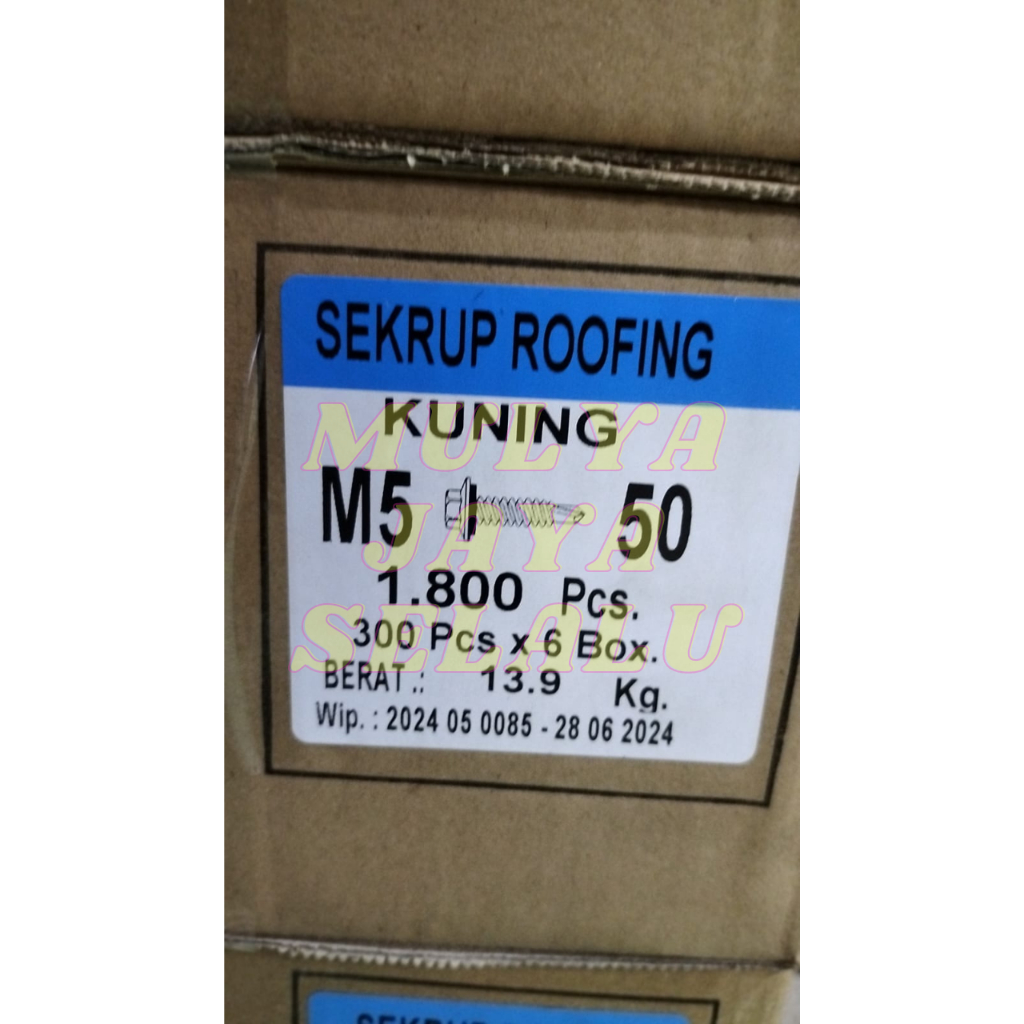 SEKRUP ROOFING
KUNING
M5 50
1.800 Pcs.
300 Pcs x 6 Box.
BERAT .: 13.9 Kg.
Wip. : 2024 05 0085 - 28 06 2024
MULYA
JAYA
SELALU